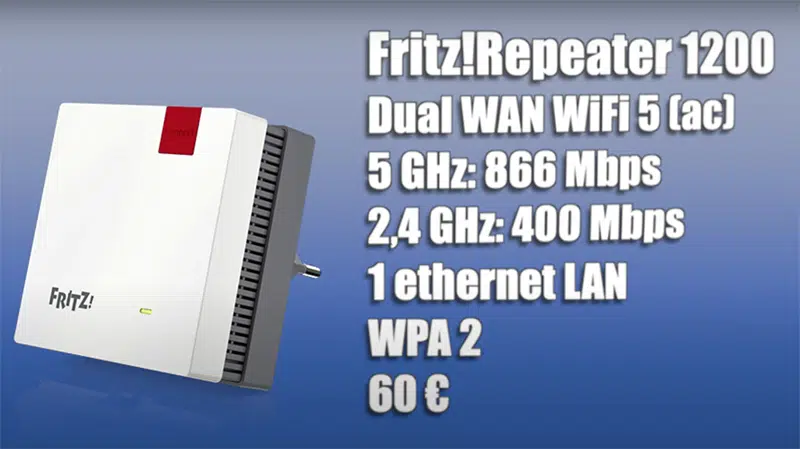 Fritz!Repeater 1200
Dual WAN WiFi 5 (ac)
5 GHz: 866 Mbps
2,4 GHz: 400 Mbps
1 ethernet LAN
WPA 2
60 €
FRITZ!